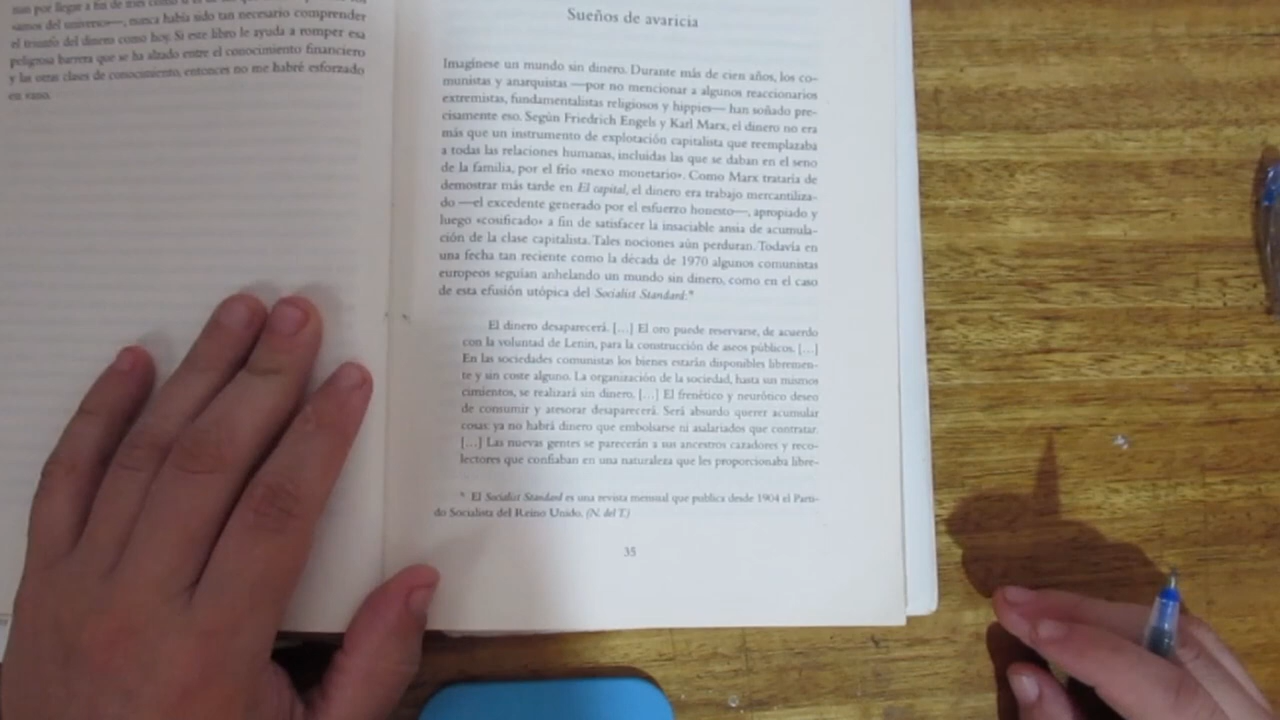 nan por llegar a fin de mes como si
«amos del universo»—, nunca había sido tan necesario comprender
el triunfo del dinero como hoy. Si este libro le ayuda a romper esa
peligrosa barrera que se ha alzado entre el conocimiento financiero
y las otras clases de conocimiento, entonces no me habré esforzado
en vano.
Sueños de avaricia
Imagínese un mundo sin dinero. Durante más de cien años, los co-
munistas y anarquistas —por no mencionar a algunos reaccionarios
extremistas, fundamentalistas religiosos y hippies— han soñado pre-
cisamente eso. Según Friedrich Engels y Karl Marx, el dinero no era
más que un instrumento de explotación capitalista que reemplazaba
a todas las relaciones humanas, incluidas las que se daban en el seno
de la familia, por el frío «nexo monetario». Como Marx trataría de
demostrar más tarde en El capital, el dinero era trabajo mercantiliza-
do —el excedente generado por el esfuerzo honesto—, apropiado y
luego «cosificado» a fin de satisfacer la insaciable ansia de acumula-
ción de la clase capitalista. Tales nociones aún perduran. Todavía en
una fecha tan reciente como la década de 1970 algunos comunistas
europeos seguían anhelando un mundo sin dinero, como en el caso
de esta efusión utópica del Socialist Standard:*
El dinero desaparecerá. [...] El oro puede reservarse, de acuerdo
con la voluntad de Lenin, para la construcción de aseos públicos. [...]
En las sociedades comunistas los bienes estarán disponibles libremen-
te y sin coste alguno. La organización de la sociedad, hasta sus mismos
cimientos, se realizará sin dinero. [...] El frenético y neurótico deseo
de consumir y atesorar desaparecerá. Será absurdo querer acumular
cosas: ya no habrá dinero que embolsarse ni asalariados que contratar.
[...] Las nuevas gentes se parecerán a sus ancestros cazadores y reco-
lectores que confiaban en una naturaleza que les proporcionaba libre-
* El Socialist Standard es una revista mensual que publica desde 1904 el Parti-
do Socialista del Reino Unido. (N. del T.)
35